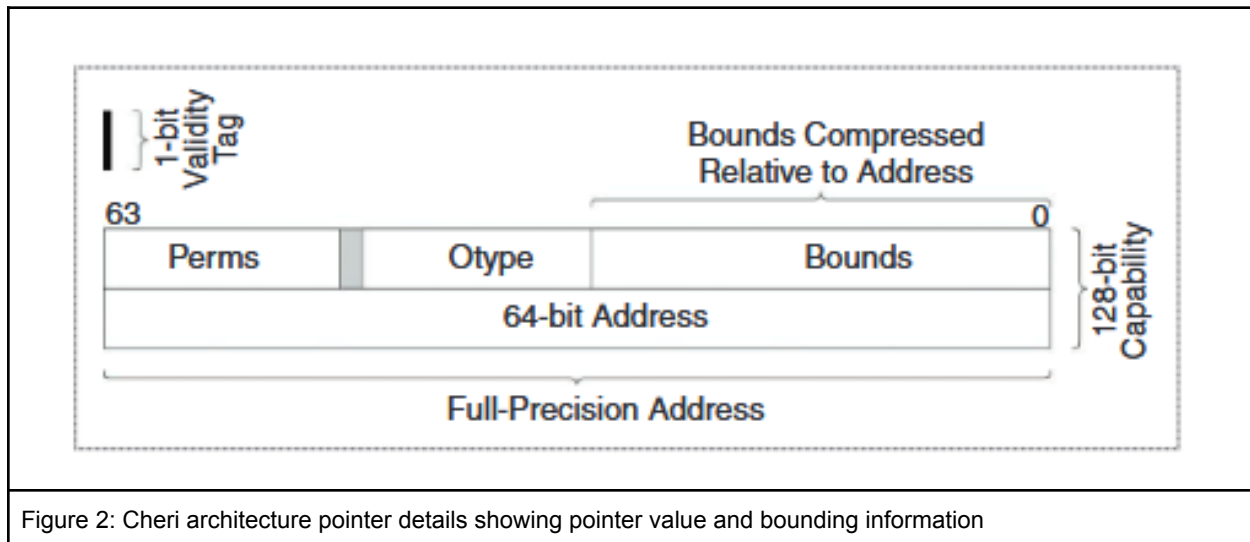 1-bit
Validity
Tag
Bounds Compressed
Relative to Address
63
0
Perms
Otype
Bounds
64-bit Address
128-bit
Capability
Full-Precision Address
Figure 2: Cheri architecture pointer details showing pointer value and bounding information